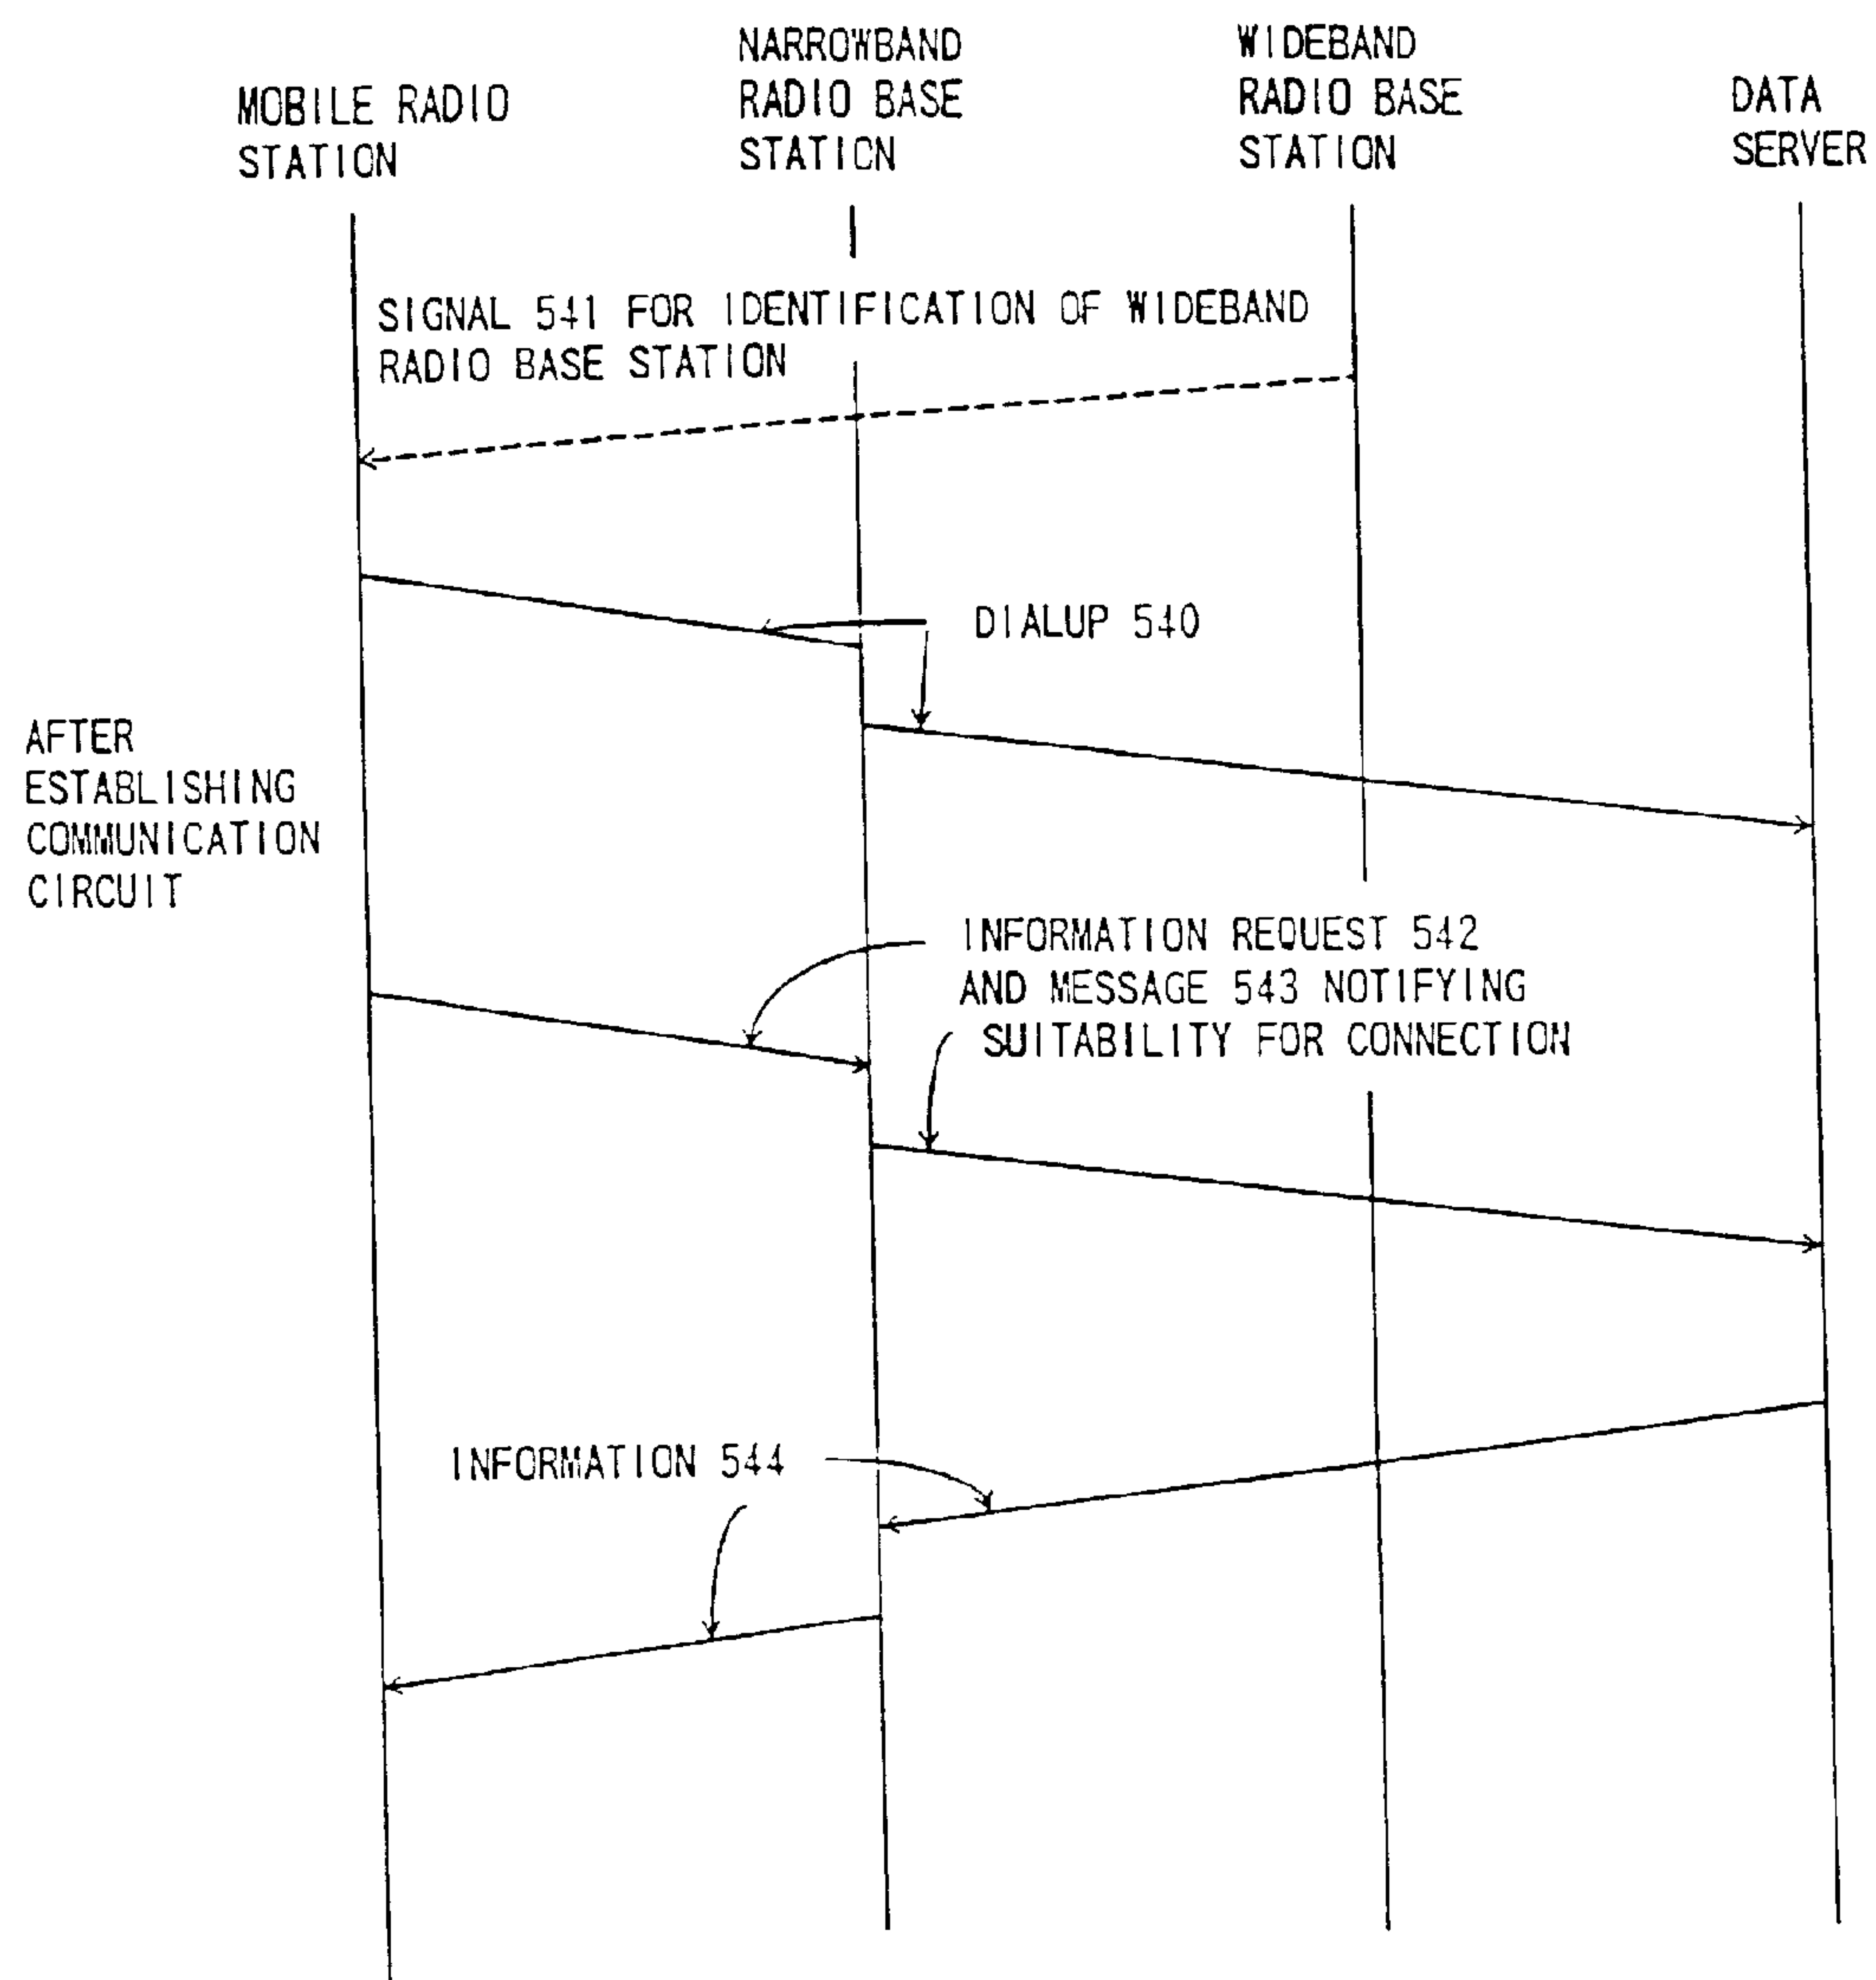 MOBILE RADIO
STATION
NARROWBAND
RADIO BASE
STATION
WIDEBAND
RADIO BASE
STATION
DATA
SERVER
SIGNAL 541 FOR IDENTIFICATION OF WIDEBAND
RADIO BASE STATION
DIALUP 540
AFTER
ESTABLISHING
COMMUNICATION
CIRCUIT
INFORMATION REQUEST 542
AND MESSAGE 543 NOTIFYING
SUITABILITY FOR CONNECTION
INFORMATION 544